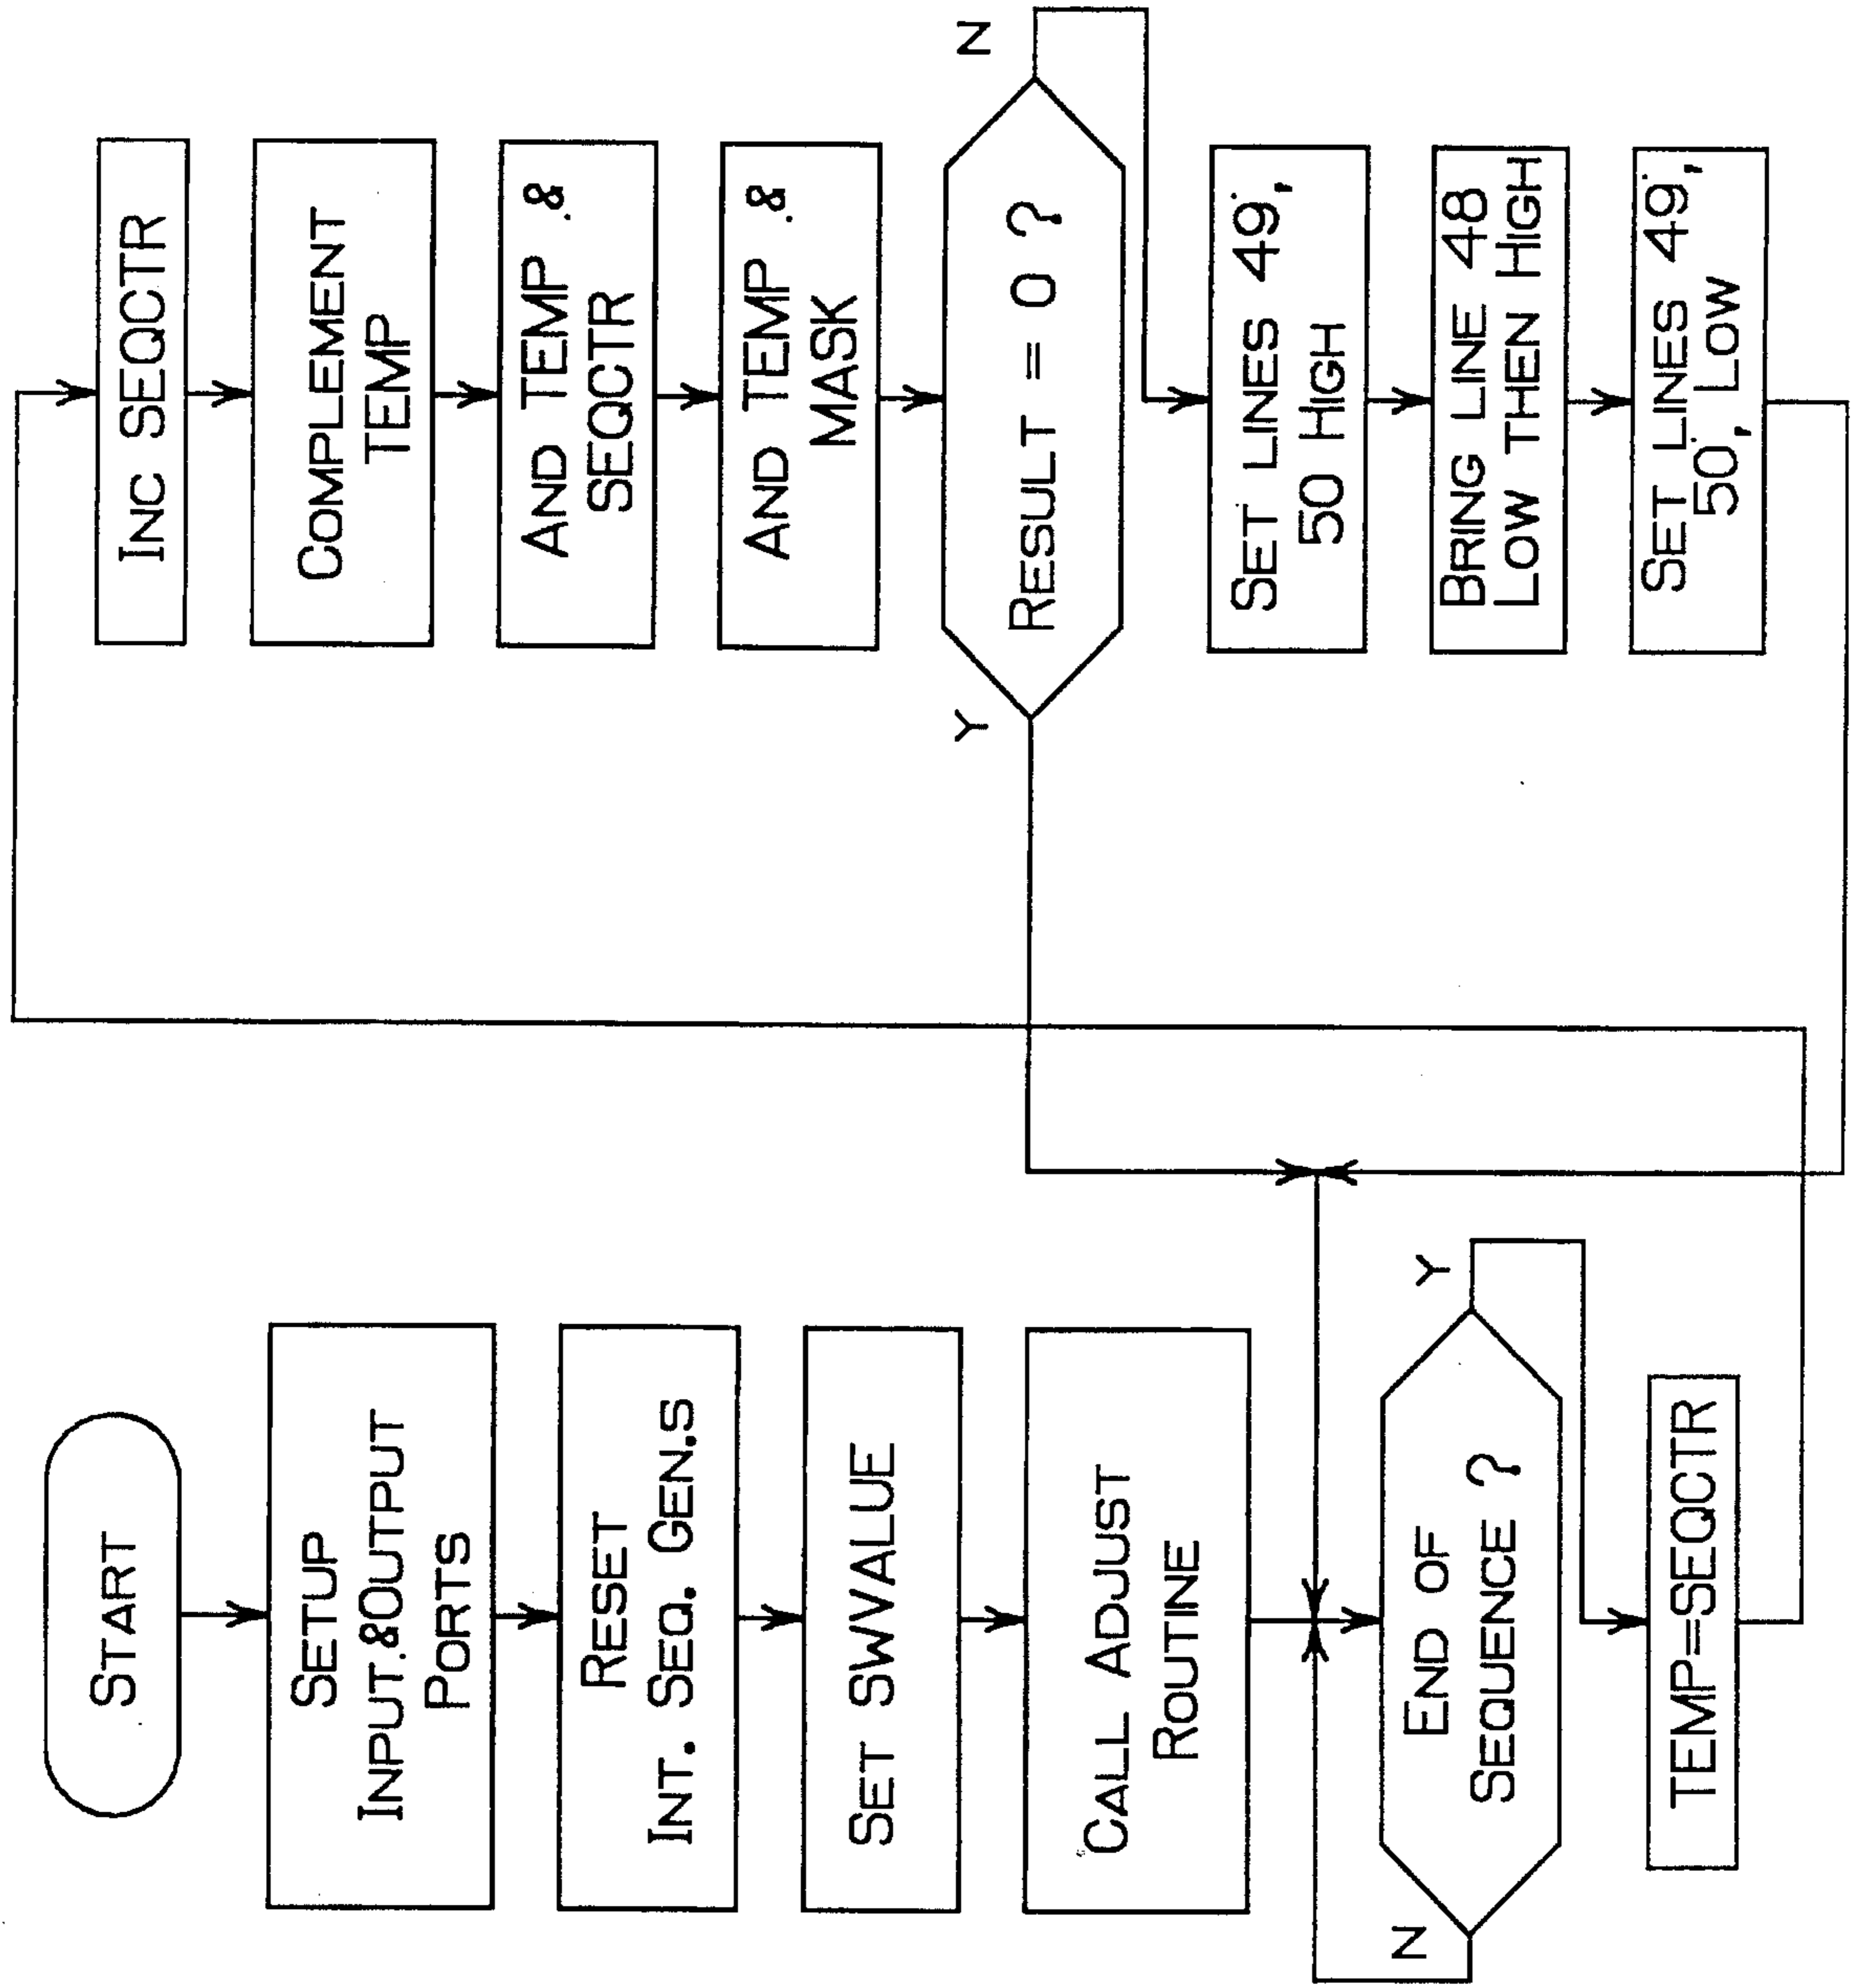 START
SETUP
INPUT.&OUTPUT
PORTS
RESET
INT. SEQ. GEN.S
SET SWVALUE
CALL ADJUST
ROUTINE
END OF
SEQUENCE ?
N
Y
TEMP=SEQCTR
INC SEQCTR
COMPLEMENT
TEMP
AND TEMP .&
SEQCTR
AND TEMP .&
MASK
RESULT = 0 ?
Y
N
SET LINES 49,
50 HIGH
BRING LINE 48
LOW THEN HIGH
SET LINES 49,
50, LOW